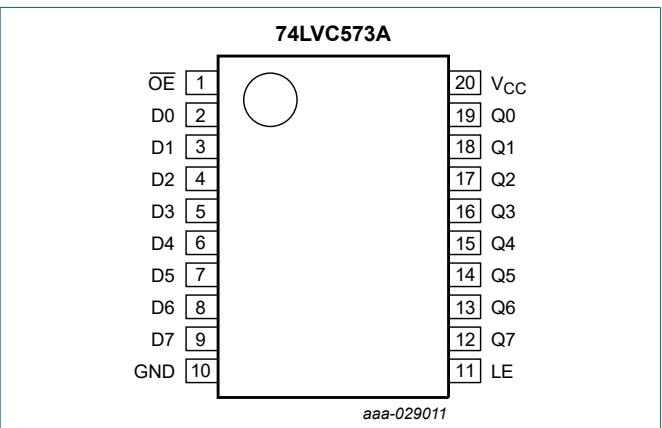 74LVC573A
O̅E̅ 1 20 VCC
D0 2 19 Q0
D1 3 18 Q1
D2 4 17 Q2
D3 5 16 Q3
D4 6 15 Q4
D5 7 14 Q5
D6 8 13 Q6
D7 9 12 Q7
GND 10 11 LE
aaa-029011